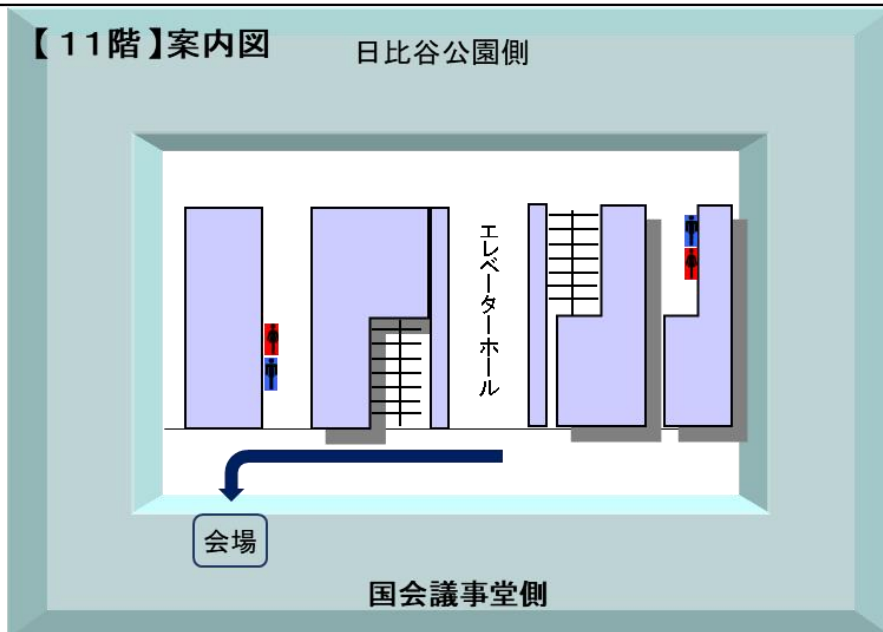 【 11階】案内図
日比谷公園側
エレベーターホール
会場
国会議事堂側